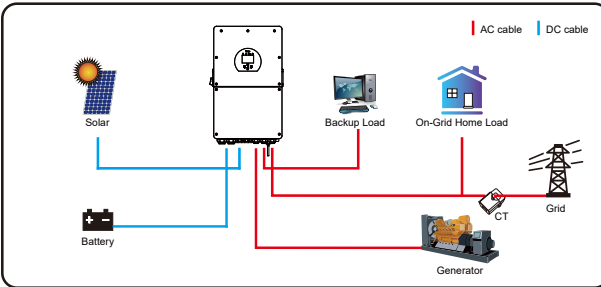 AC cable
DC cable
Solar
Backup Load
On-Grid Home Load
CT
Grid
Battery
Generator